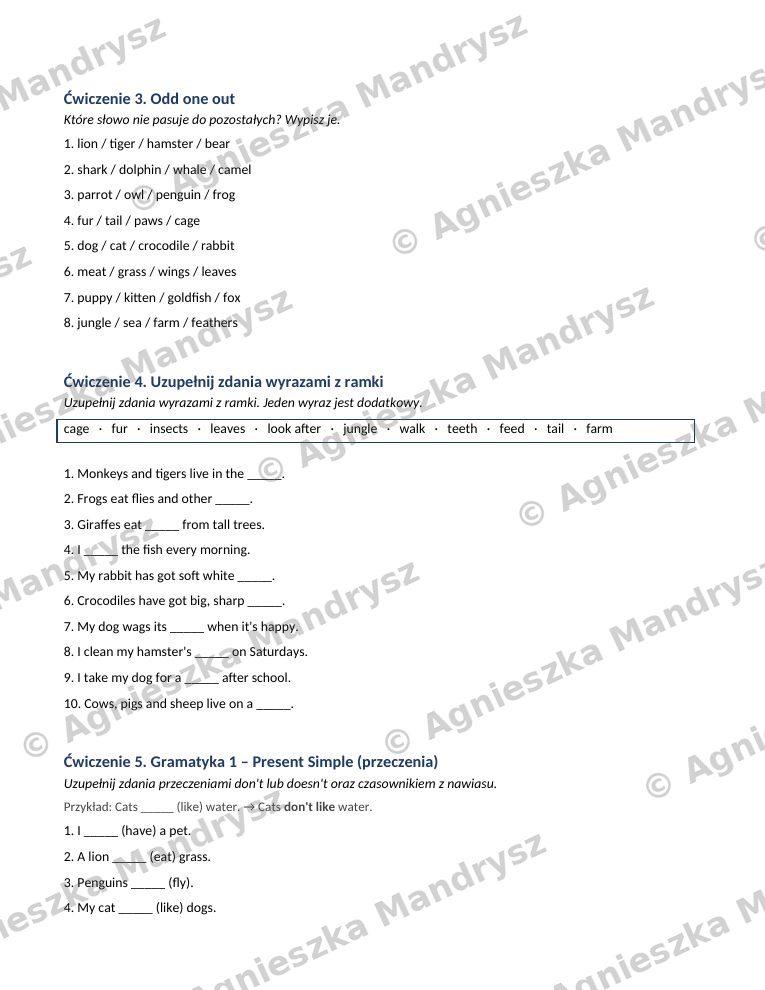 Ćwiczenie 3. Odd one out
Które słowo nie pasuje do pozostałych? Wypisz je.
1. lion / tiger / hamster / bear
2. shark / dolphin / whale / camel
3. parrot / owl / penguin / frog
4. fur / tail / paws / cage
5. dog / cat / crocodile / rabbit
6. meat / grass / wings / leaves
7. puppy / kitten / goldfish / fox
8. jungle / sea / farm / feathers
Ćwiczenie 4. Uzupełnij zdania wyrazami z ramki
Uzupełnij zdania wyrazami z ramki. Jeden wyraz jest dodatkowy.
cage · fur · insects · leaves · look after · jungle · walk · teeth · feed · tail · farm
1. Monkeys and tigers live in the _____.
2. Frogs eat flies and other _____.
3. Giraffes eat _____ from tall trees.
4. I _____ the fish every morning.
5. My rabbit has got soft white _____.
6. Crocodiles have got big, sharp _____.
7. My dog wags its _____ when it's happy.
8. I clean my hamster's _____ on Saturdays.
9. I take my dog for a _____ after school.
10. Cows, pigs and sheep live on a _____.
Ćwiczenie 5. Gramatyka 1 – Present Simple (przeczenia)
Uzupełnij zdania przeczeniami don't lub doesn't oraz czasownikiem z nawiasu.
Przykład: Cats _____ (like) water. → Cats don't like water.
1. I _____ (have) a pet.
2. A lion _____ (eat) grass.
3. Penguins _____ (fly).
4. My cat _____ (like) dogs.
© Agnieszka Mandrysz